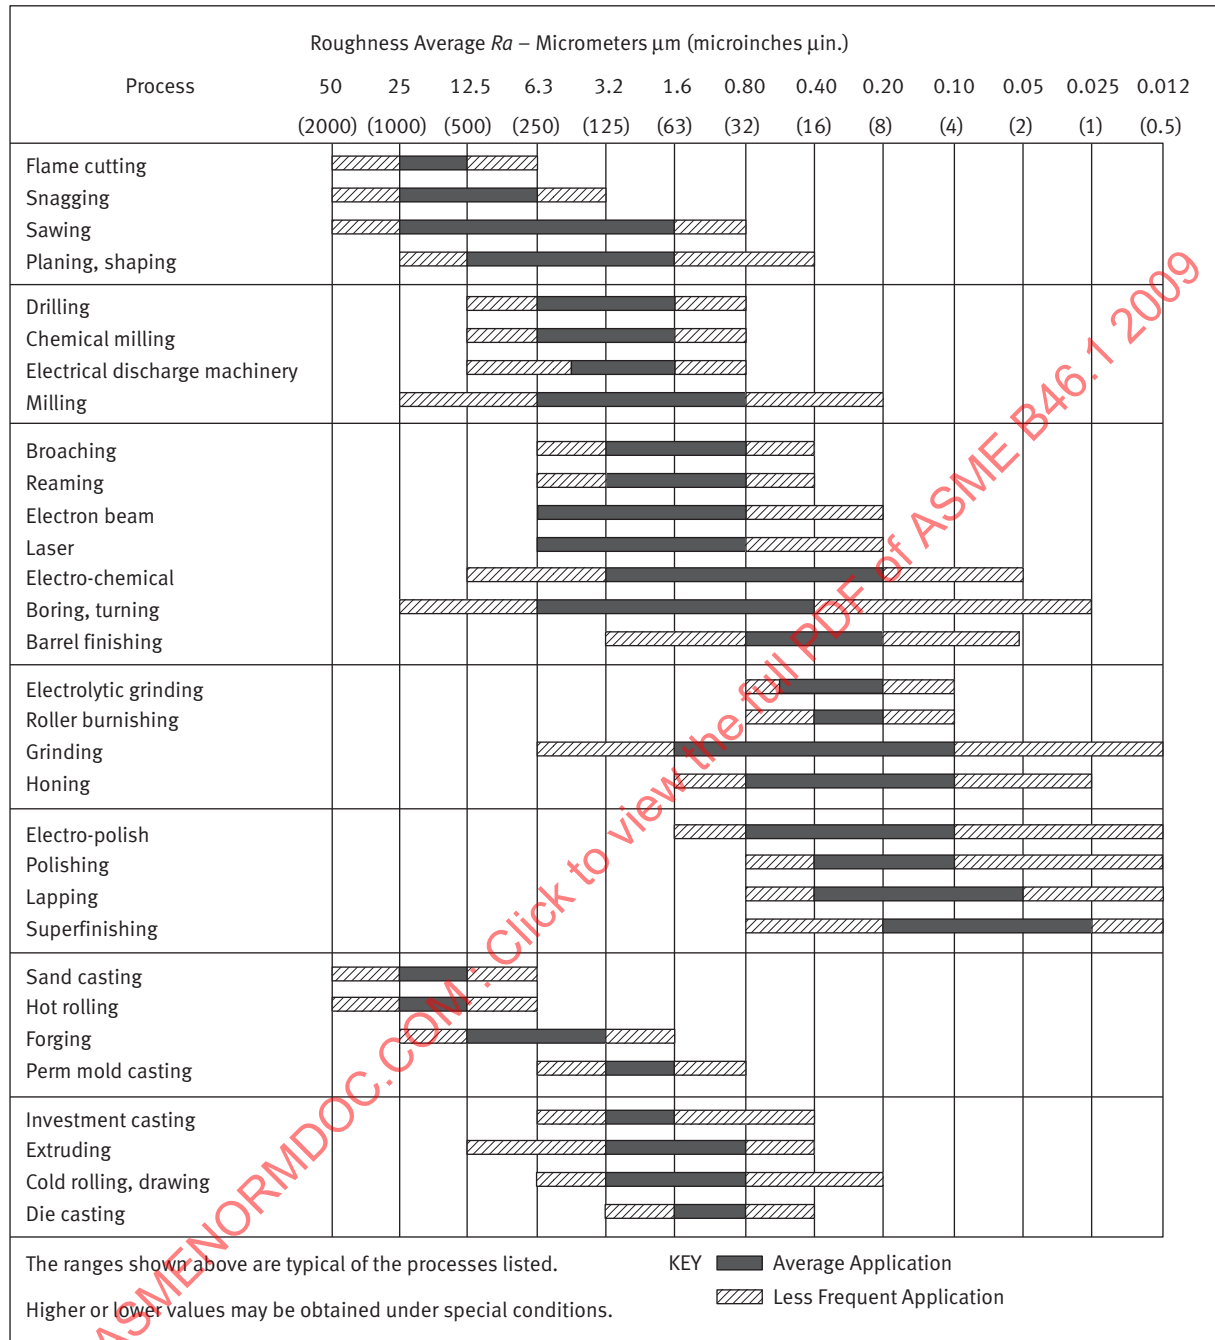 Roughness Average Ra – Micrometers μm (microinches μin.)
Process 50 25 12.5 6.3 3.2 1.6 0.80 0.40 0.20 0.10 0.05 0.025 0.012
(2000) (1000) (500) (250) (125) (63) (32) (16) (8) (4) (2) (1) (0.5)
Flame cutting
Snagging
Sawing
Planing, shaping
Drilling
Chemical milling
Electrical discharge machinery
Milling
Broaching
Reaming
Electron beam
Laser
Electro-chemical
Boring, turning
Barrel finishing
Electrolytic grinding
Roller burnishing
Grinding
Honing
Electro-polish
Polishing
Lapping
Superfinishing
Sand casting
Hot rolling
Forging
Perm mold casting
Investment casting
Extruding
Cold rolling, drawing
Die casting
The ranges shown above are typical of the processes listed.
Higher or lower values may be obtained under special conditions.
KEY Average Application
Less Frequent Application
ASMENORMDOC.COM : Click to view the full PDF of ASME B46.1 2009